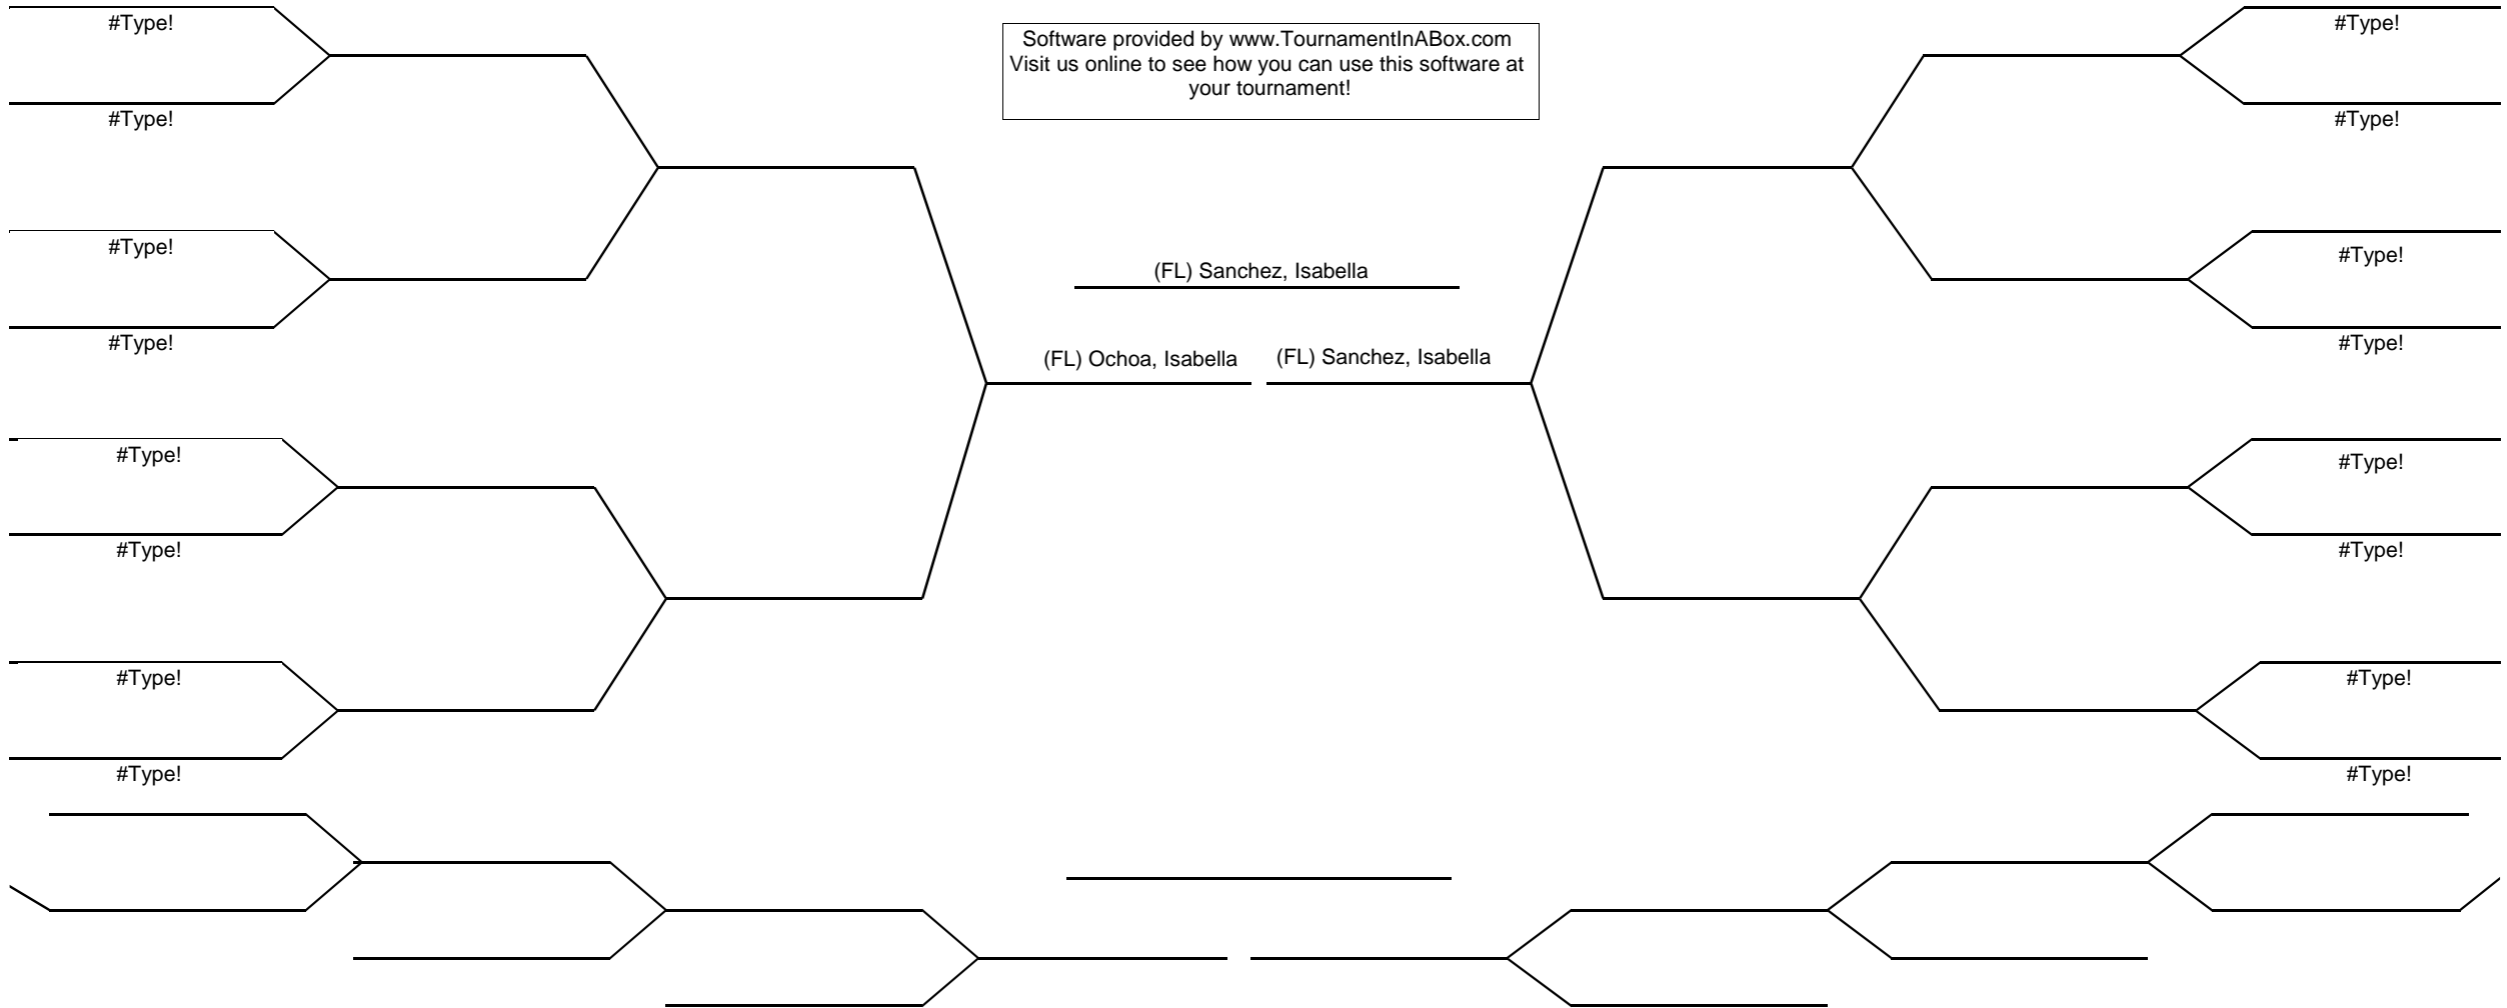 #Type!
#Type!
Software provided by www.TournamentInABox.com
Visit us online to see how you can use this software at
your tournament!
#Type!
#Type!
#Type!
#Type!
(FL) Sanchez, Isabella
#Type!
#Type!
(FL) Ochoa, Isabella
(FL) Sanchez, Isabella
#Type!
#Type!
#Type!
#Type!
#Type!
#Type!
#Type!
#Type!